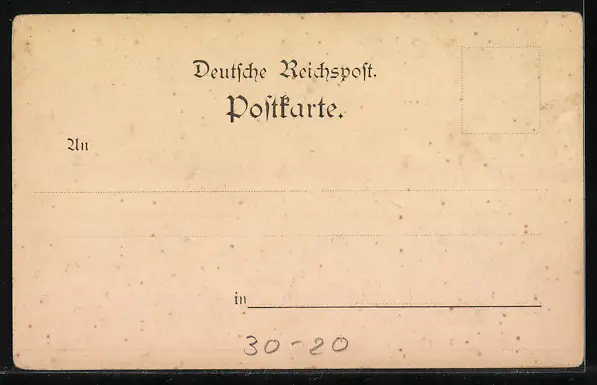 Deutſche Reichspoſt.
Poſtkarte.
An
in
30-20